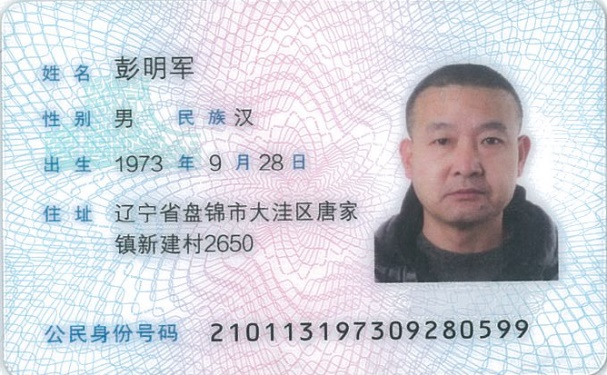 姓名 彭明军
性别 男 民族 汉
出生 1973 年 9 月 28 日
住址 辽宁省盘锦市大洼区唐家
镇新建村2650
公民身份号码 210113197309280599